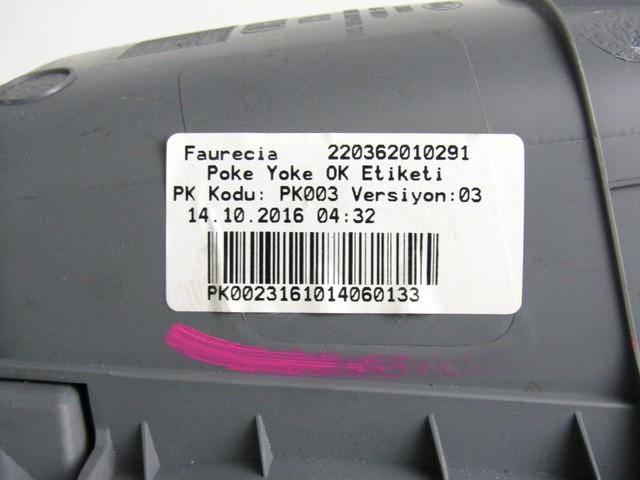 Faurecia 220362010291
Poke Yoke OK Etiketi
PK Kodu: PK003 Versiyon:03
14.10.2016 04:32
PK0023161014060133